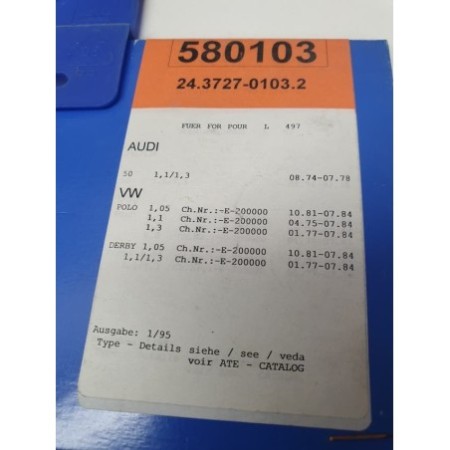 580103
24.3727-0103.2
FUER FOR POUR L 497
AUDI
50 1,1/1,3 08.74-07.78
VW
POLO 1,05 Ch.Nr.:-E-200000 10.81-07.84
1,1 Ch.Nr.:-E-200000 04.75-07.84
1,3 Ch.Nr.:-E-200000 01.77-07.84
DERBY 1,05 Ch.Nr.:-E-200000 10.81-07.84
1,1/1,3 Ch.Nr.:-E-200000 01.77-07.84
Ausgabe: 1/95
Type - Details siehe / see / veda
voir ATE - CATALOG